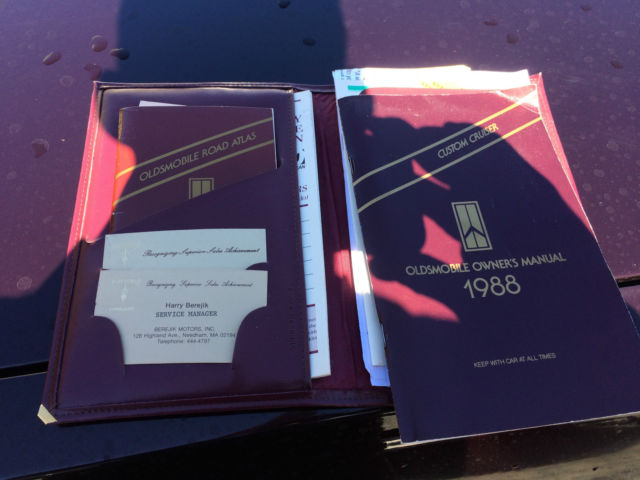 OLDSMOBILE ROAD ATLAS
Recognizing Superior Sales Achievement
Recognizing Superior Sales Achievement
Harry Berejik
SERVICE MANAGER
BEREJIK MOTORS, INC.
128 Highland Ave., Needham, MA 02194
Telephone: 444-4797
CUSTOM CRUISER
OLDSMOBILE OWNER'S MANUAL
1988
KEEP WITH CAR AT ALL TIMES